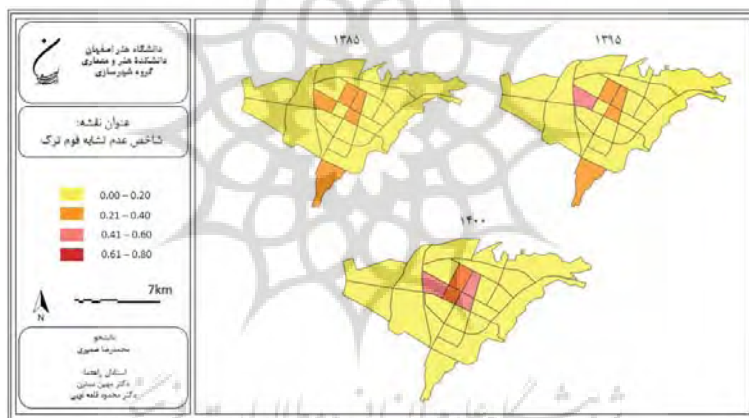 دانشگاه هنر اصفهان
دانشکدهٔ هنر و معماری
گروه شهرسازی
عنوان نقشه:
شاخص عدم تشابه قوم ترک
0.00 – 0.20
0.21 – 0.40
0.41 – 0.60
0.61 – 0.80
7km
N
دانشجو
محمدرضا
استادان راهنما:
دکتر
دکتر محمود قلعه نویی
۱۳۸۵
۱۳۹۵
۱۴۰۰